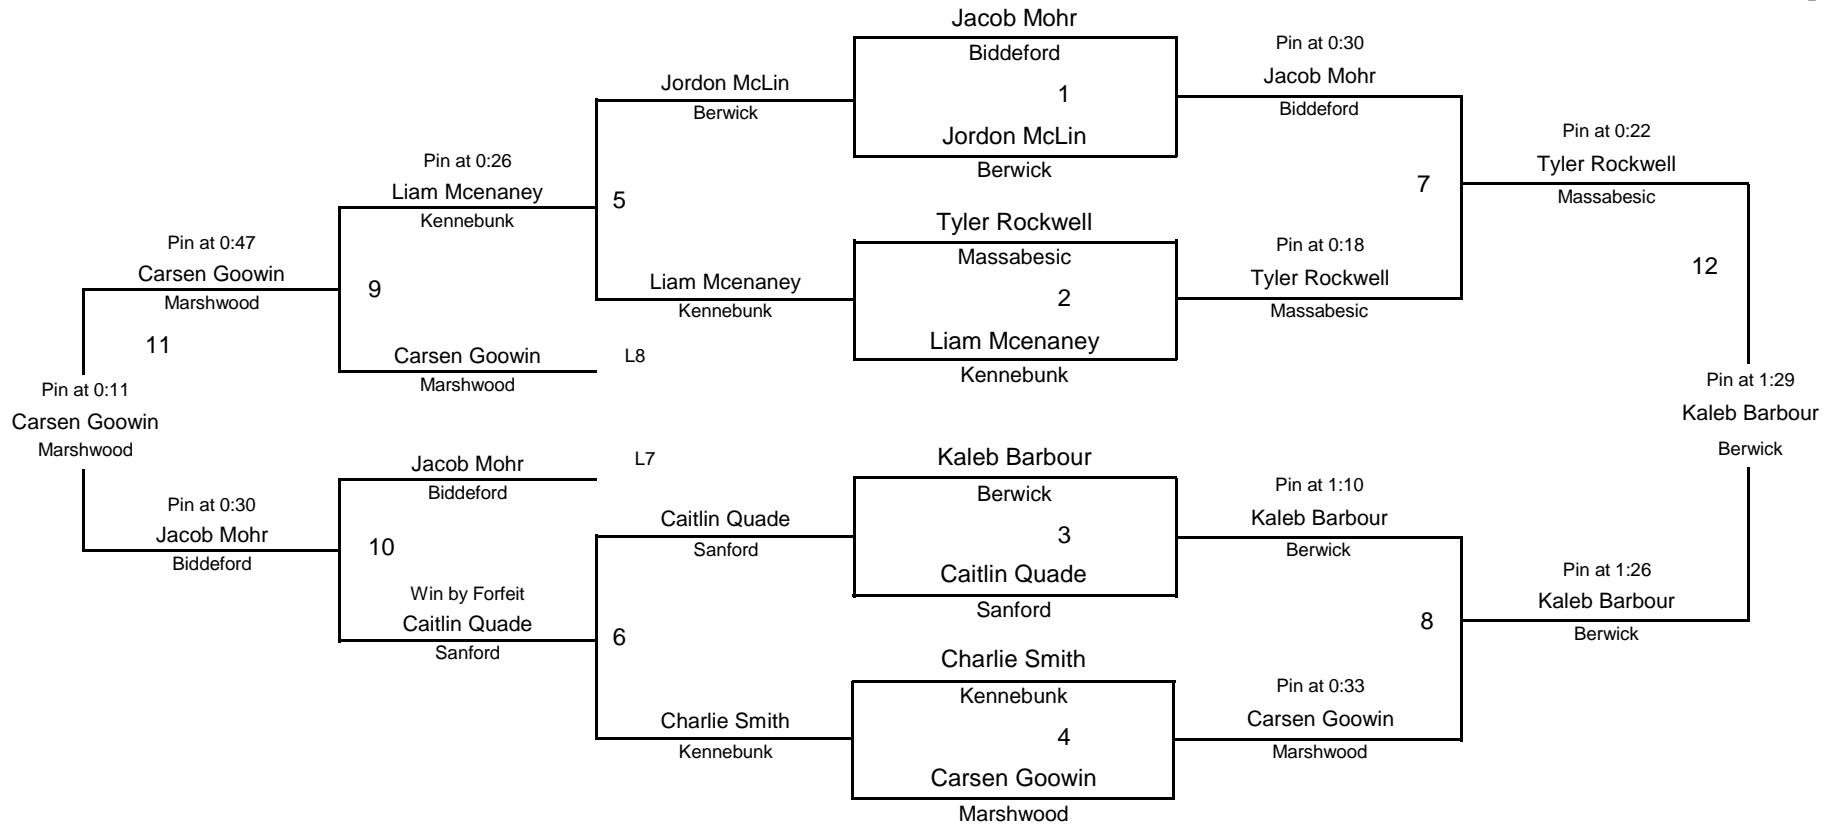 Jacob Mohr
Biddeford
1
Jordon McLin
Berwick
Pin at 0:30
Jacob Mohr
Biddeford
Jordon McLin
Berwick
Pin at 0:22
Tyler Rockwell
Massabesic
7
Pin at 0:26
Liam Mcenaney
Kennebunk
5
Tyler Rockwell
Massabesic
2
Liam Mcenaney
Kennebunk
Pin at 0:18
Tyler Rockwell
Massabesic
12
Pin at 0:47
Carsen Goowin
Marshwood
9
Liam Mcenaney
Kennebunk
11
Carsen Goowin
Marshwood
L8
Pin at 0:11
Carsen Goowin
Marshwood
Pin at 1:29
Kaleb Barbour
Berwick
Jacob Mohr
Biddeford
L7
Kaleb Barbour
Berwick
3
Caitlin Quade
Sanford
Pin at 1:10
Kaleb Barbour
Berwick
Pin at 0:30
Jacob Mohr
Biddeford
10
Caitlin Quade
Sanford
Win by Forfeit
Caitlin Quade
Sanford
6
Pin at 1:26
Kaleb Barbour
Berwick
8
Charlie Smith
Kennebunk
4
Carsen Goowin
Marshwood
Charlie Smith
Kennebunk
Pin at 0:33
Carsen Goowin
Marshwood